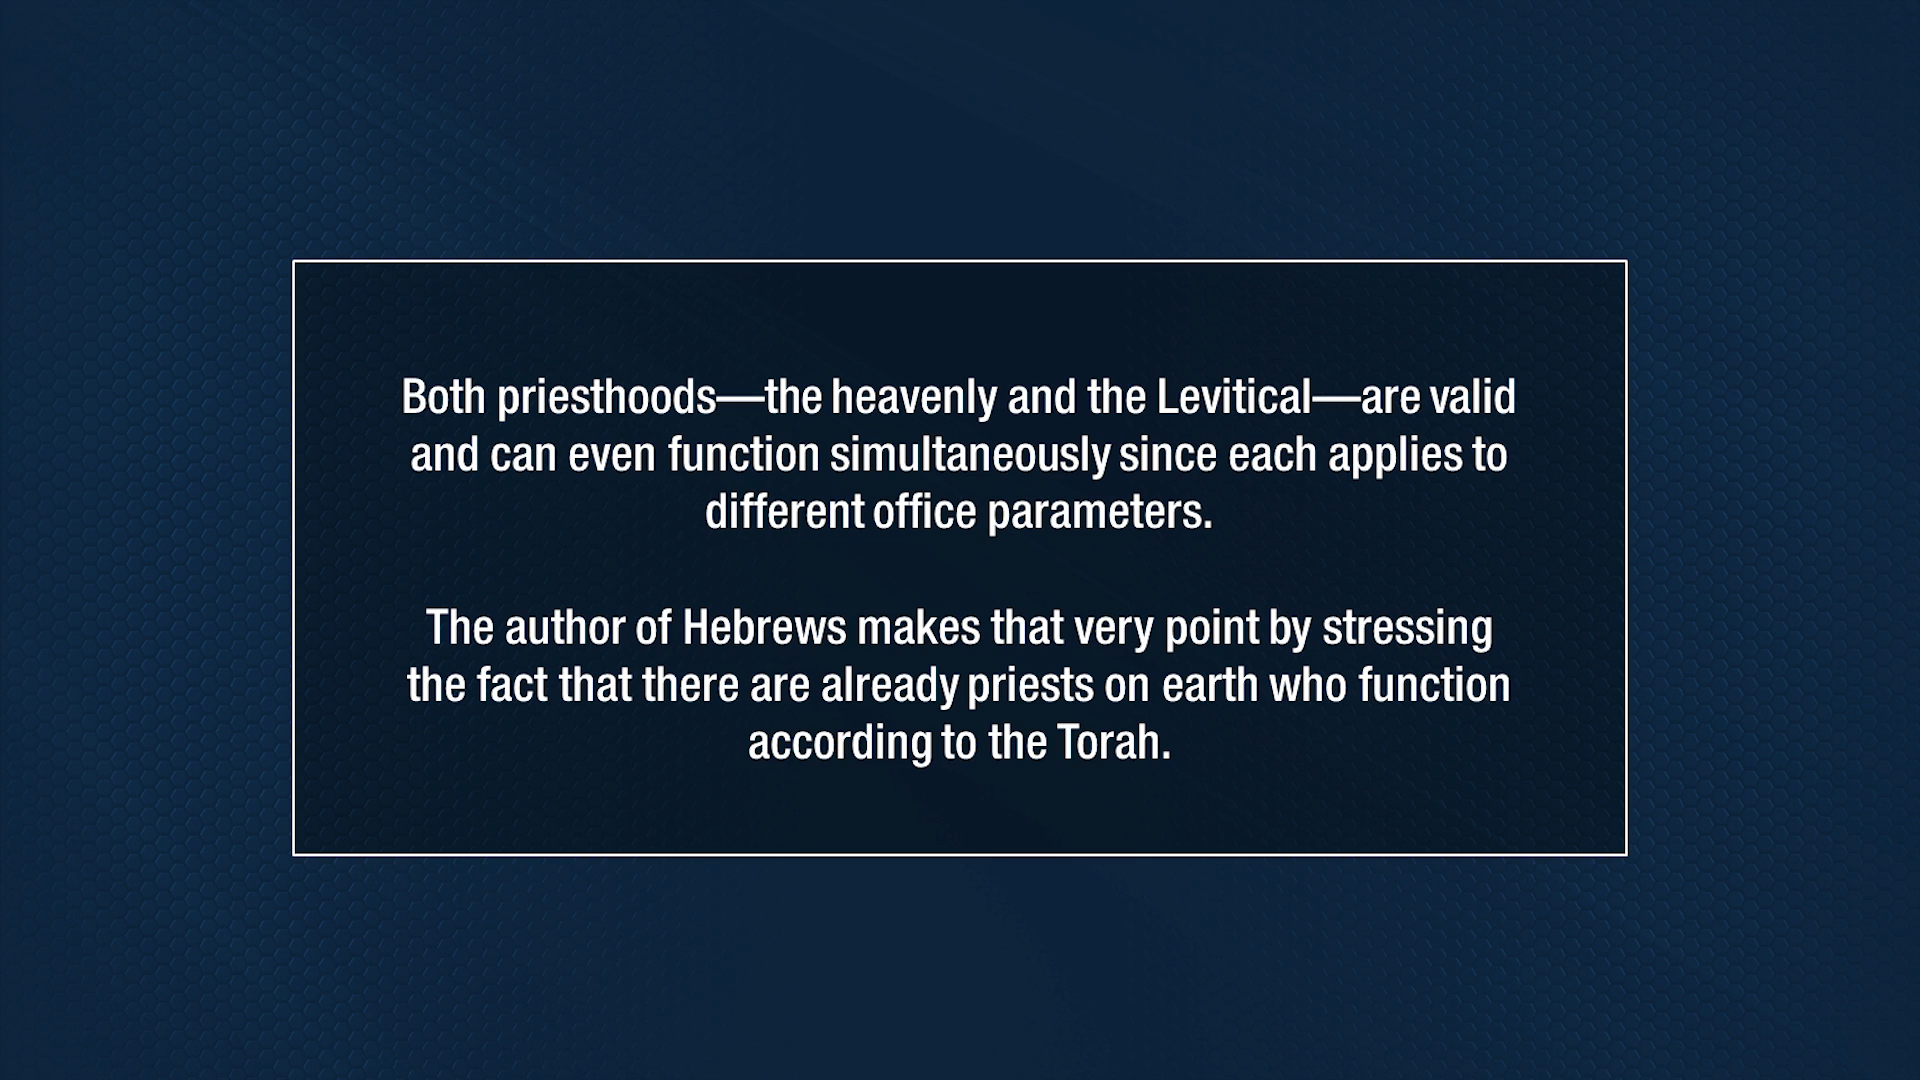 Both priesthoods—the heavenly and the Levitical—are valid
and can even function simultaneously since each applies to
different office parameters.
The author of Hebrews makes that very point by stressing
the fact that there are already priests on earth who function
according to the Torah.